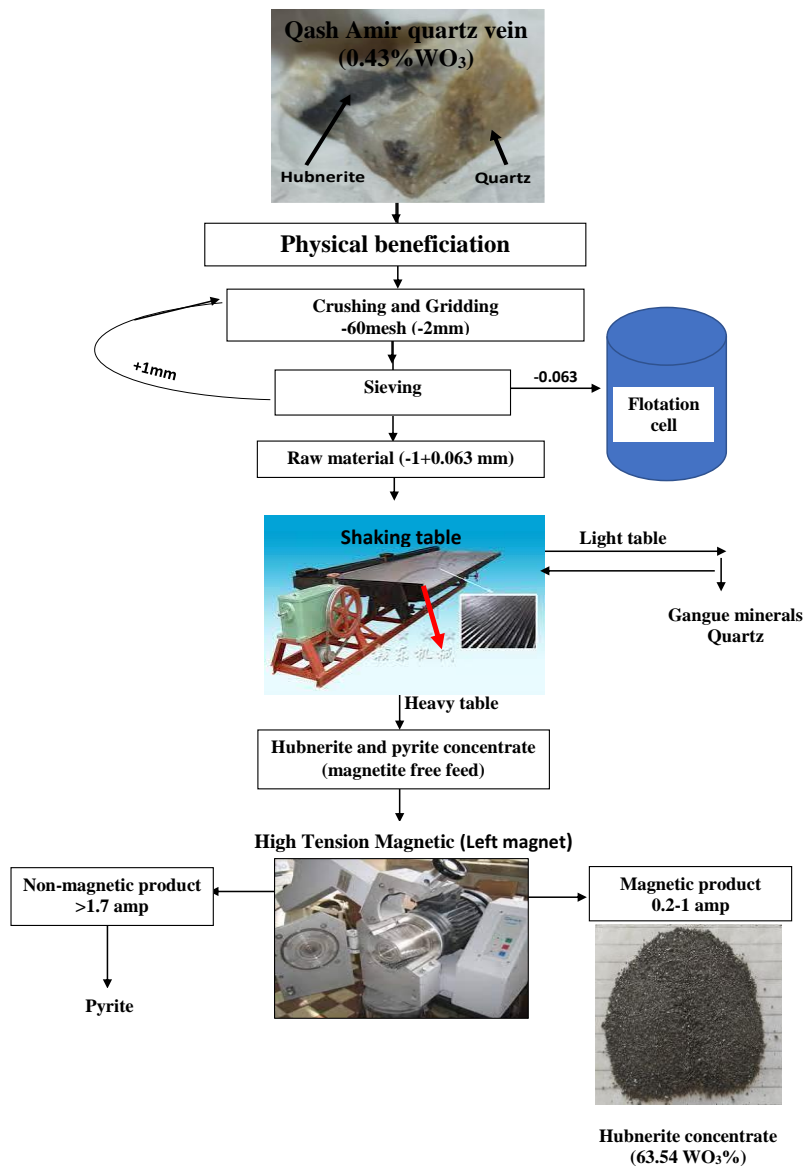 Qash Amir quartz vein
(0.43%WO₃)
Hubnerite
Quartz
Physical beneficiation
Crushing and Gridding
-60mesh (-2mm)
+1mm
Sieving
-0.063
Flotation
cell
Raw material (-1+0.063 mm)
Shaking table
Light table
Gangue minerals
Quartz
Heavy table
Hubnerite and pyrite concentrate
(magnetite free feed)
High Tension Magnetic (Left magnet)
Non-magnetic product
>1.7 amp
Magnetic product
0.2-1 amp
Pyrite
Hubnerite concentrate
(63.54 WO₃%)